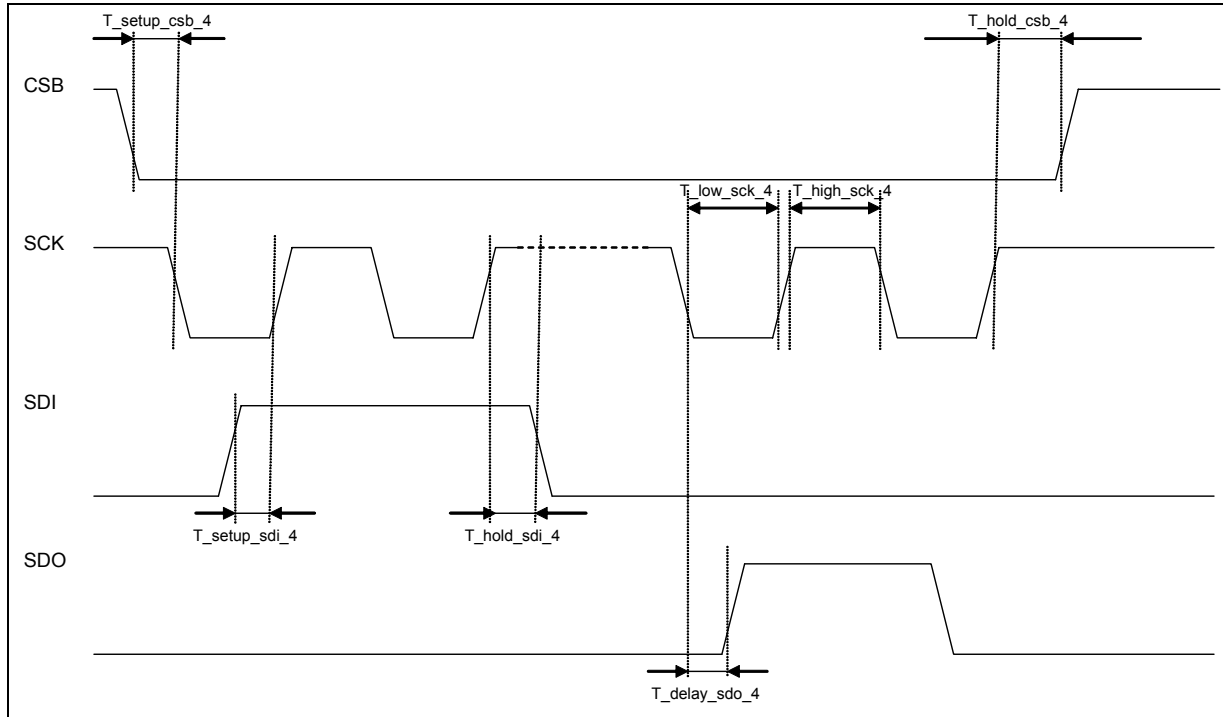 T_setup_csb_4
T_hold_csb_4
CSB
T_low_sck_4
T_high_sck_4
SCK
SDI
T_setup_sdi_4
T_hold_sdi_4
SDO
T_delay_sdo_4